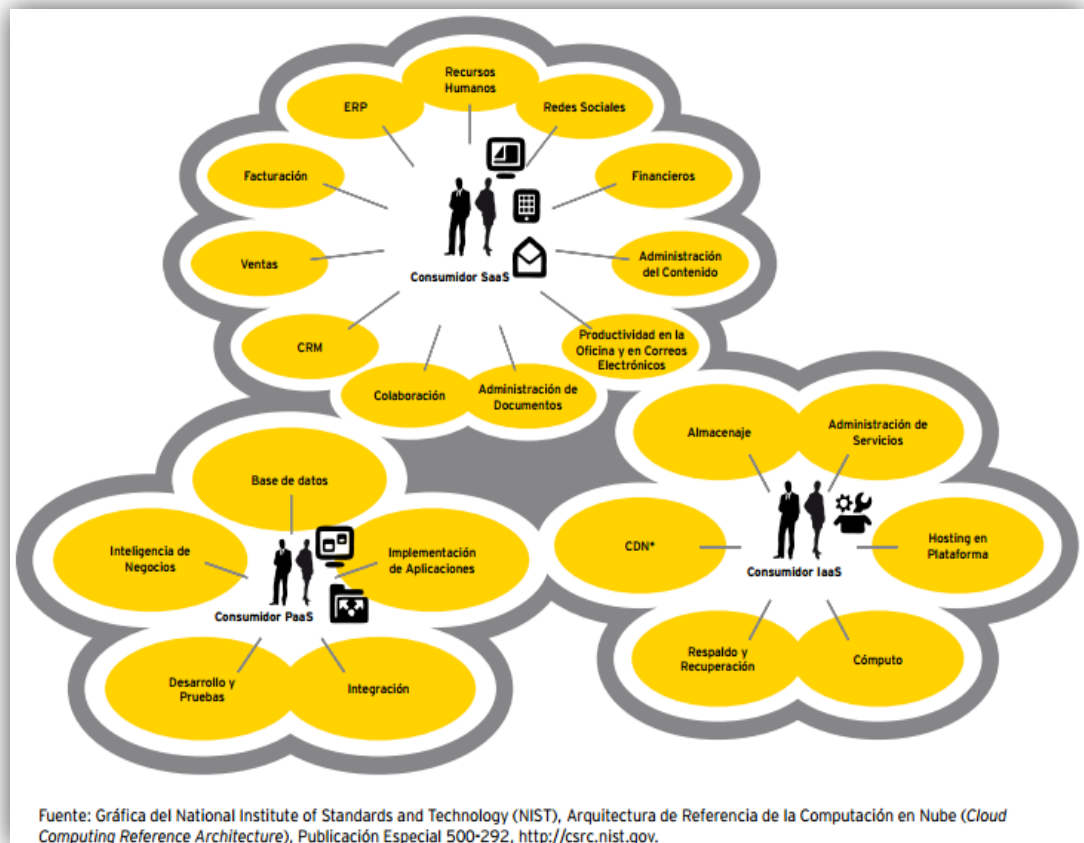 Recursos
Humanos
ERP
Redes Sociales
Facturación
Financieros
Ventas
Administración
del Contenido
Consumidor SaaS
CRM
Productividad en la
Oficina y en Correos
Electrónicos
Colaboración
Administración de
Documentos
Base de datos
Inteligencia de
Negocios
Implementación
de Aplicaciones
Consumidor PaaS
Desarrollo y
Pruebas
Integración
Almacenaje
Administración de
Servicios
CDN*
Hosting en
Plataforma
Consumidor IaaS
Respaldo y
Recuperación
Cómputo
Fuente: Gráfica del National Institute of Standards and Technology (NIST), Arquitectura de Referencia de la Computación en Nube (Cloud
Computing Reference Architecture), Publicación Especial 500-292, http://csrc.nist.gov.